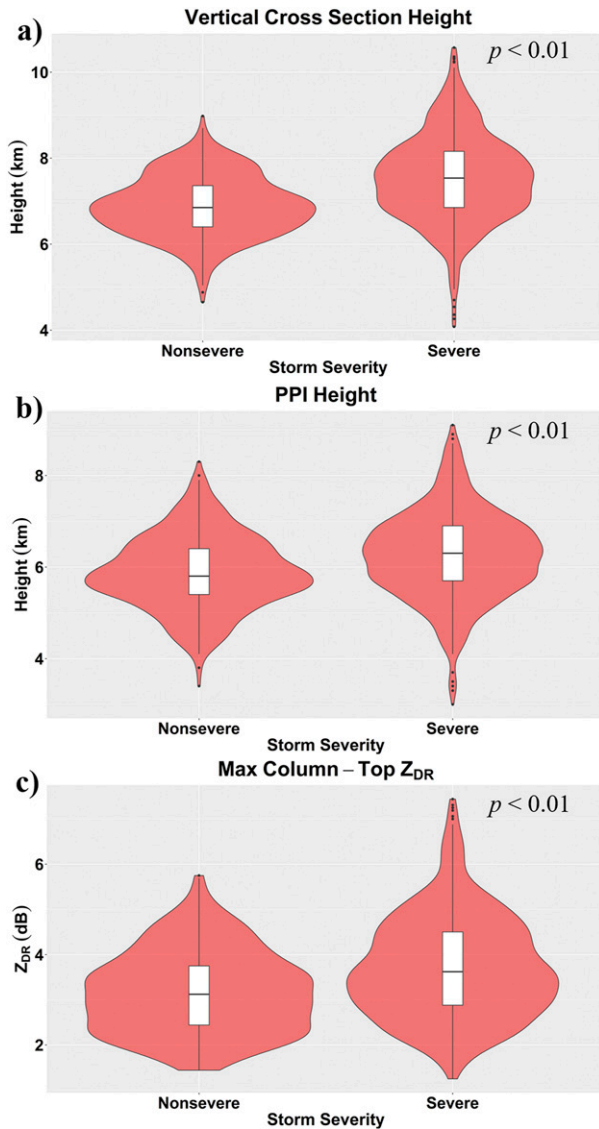 Vertical Cross Section Height
a)
p < 0.01
10
8
6
4
Height (km)
Nonsevere Severe
Storm Severity
PPI Height
b)
p < 0.01
8
6
4
Height (km)
Nonsevere Severe
Storm Severity
Max Column – Top ZDR
c)
p < 0.01
6
4
2
ZDR (dB)
Nonsevere Severe
Storm Severity